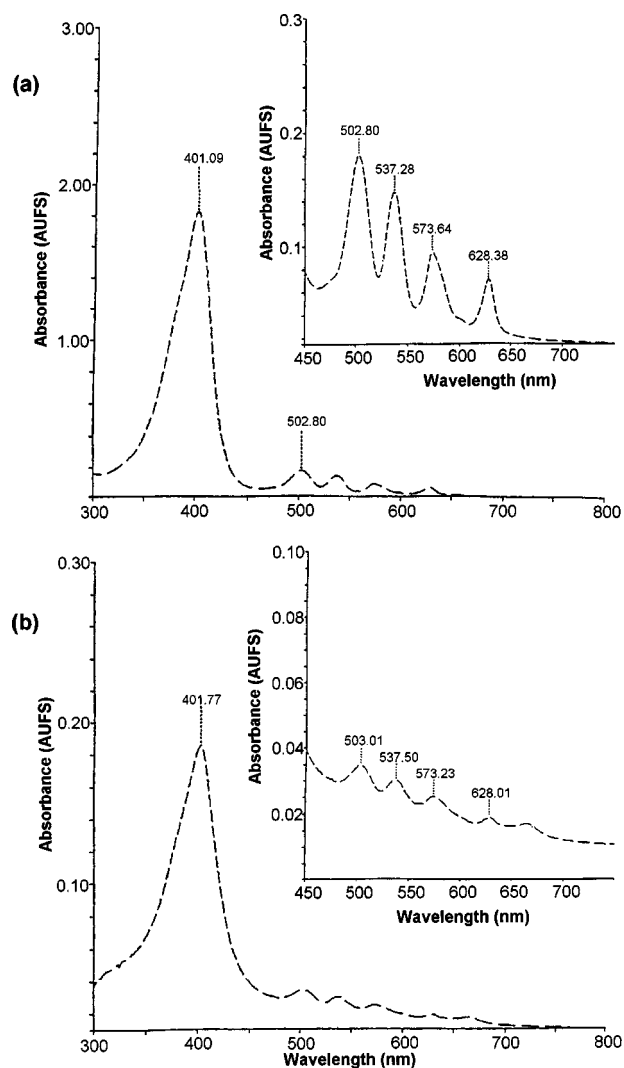 (a)
3.00
2.00
1.00
Absorbance (AUFS)
401.09
502.80
300 400 500 600 700 800
0.3
0.2
0.1
Absorbance (AUFS)
502.80
537.28
573.64
628.38
450 500 550 600 650 700
Wavelength (nm)
(b)
0.30
0.20
0.10
Absorbance (AUFS)
401.77
300 400 500 600 700 800
Wavelength (nm)
0.10
0.08
0.06
0.04
0.02
Absorbance (AUFS)
503.01
537.50
573.23
628.01
450 500 550 600 650 700
Wavelength (nm)